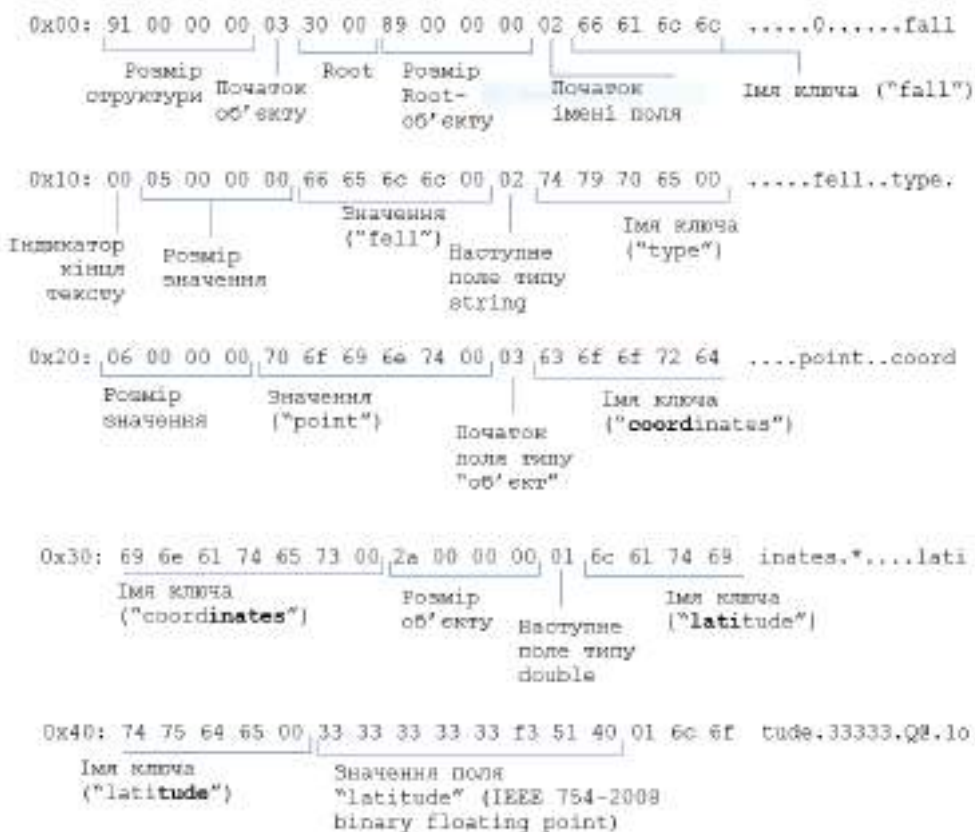 0x00: 91 00 00 00 03 30 00 89 00 00 00 02 66 61 6c 6c .....0......fall
Розмір структури
Початок об'єкту
Root
Розмір Root-об'єкту
Початок імені поля
Імя ключа ("fall")
0x10: 00 05 00 00 00 66 65 6c 6c 00 02 74 79 70 65 00 .....fell..type.
Індикатор кінця тексту
Розмір значення
Значення ("fell")
Наступне поле типу string
Імя ключа ("type")
0x20: 06 00 00 00 70 6f 69 6e 74 00 03 63 6f 6f 72 64 ....point..coord
Розмір значення
Значення ("point")
Початок поля типу "об'єкт"
Імя ключа ("coordinates")
0x30: 69 6e 61 74 65 73 00 2a 00 00 00 01 6c 61 74 69 inates.*....lati
Імя ключа ("coordinates")
Розмір об'єкту
Наступне поле типу double
Імя ключа ("latitude")
0x40: 74 75 64 65 00 33 33 33 33 33 f3 51 40 01 6c 6f tude.33333.Q@.lo
Імя ключа ("latitude")
Значення поля "latitude" (IEEE 754-2008 binary floating point)